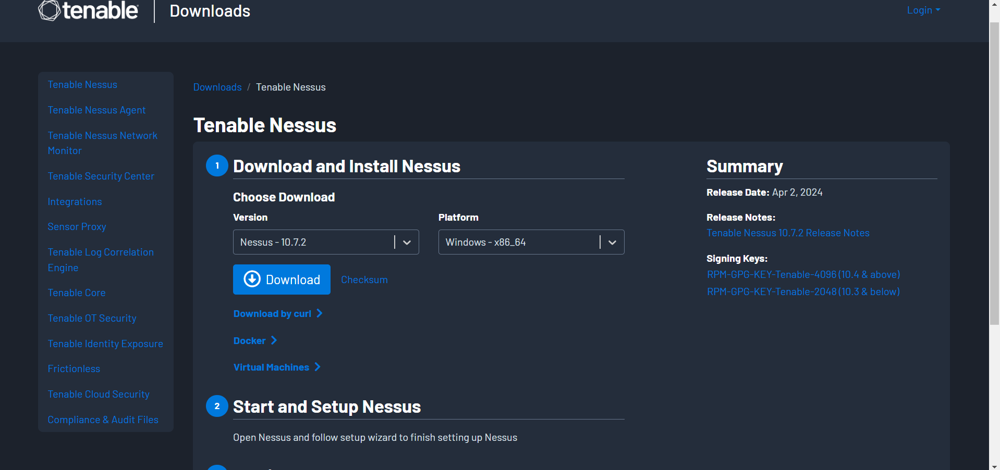 tenable
Downloads
Login
Tenable Nessus
Tenable Nessus Agent
Tenable Nessus Network
Monitor
Tenable Security Center
Integrations
Sensor Proxy
Tenable Log Correlation
Engine
Tenable Core
Tenable OT Security
Tenable Identity Exposure
Frictionless
Tenable Cloud Security
Compliance & Audit Files
Downloads / Tenable Nessus
Tenable Nessus
1 Download and Install Nessus
Choose Download
Version
Nessus - 10.7.2
Platform
Windows - x86_64
Download
Checksum
Download by curl
Docker
Virtual Machines
2 Start and Setup Nessus
Open Nessus and follow setup wizard to finish setting up Nessus
Summary
Release Date: Apr 2, 2024
Release Notes:
Tenable Nessus 10.7.2 Release Notes
Signing Keys:
RPM-GPG-KEY-Tenable-4096 (10.4 & above)
RPM-GPG-KEY-Tenable-2048 (10.3 & below)